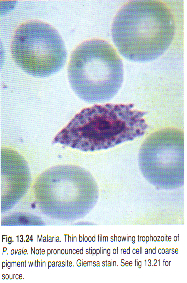 Fig. 13.24 Malaria. Thin blood film showing trophozoite of
P. ovale. Note pronounced stippling of red cell and coarse
pigment within parasite. Giemsa stain. See fig 13.21 for
source.